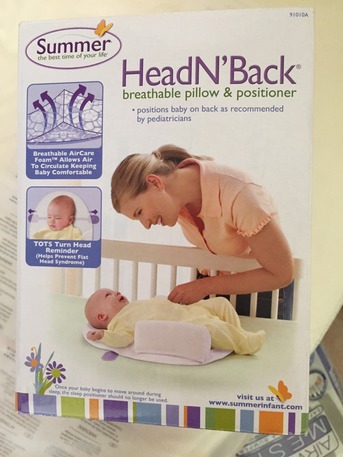 91010A
Summer®
the best time of your life®
HeadN'Back®
breathable pillow & positioner
• positions baby on back as recommended
by pediatricians
Breathable AirCare
Foam™ Allows Air
To Circulate Keeping
Baby Comfortable
TOTS Turn Head
Reminder
(Helps Prevent Flat
Head Syndrome)
Once your baby begins to move around during
sleep, the sleep positioner should no longer be used.
visit us at
www.summerinfant.com